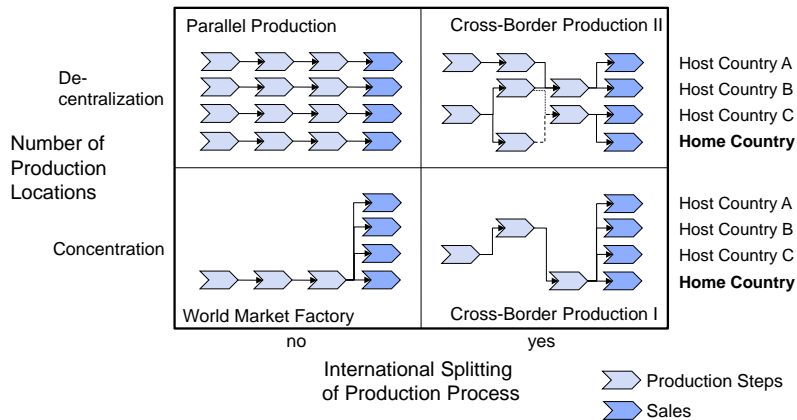 Parallel Production
Cross-Border Production II
De-
centralization
Host Country A
Host Country B
Host Country C
Home Country
Number of
Production
Locations
Concentration
Host Country A
Host Country B
Host Country C
Home Country
World Market Factory
Cross-Border Production I
no
yes
International Splitting
of Production Process
Production Steps
Sales